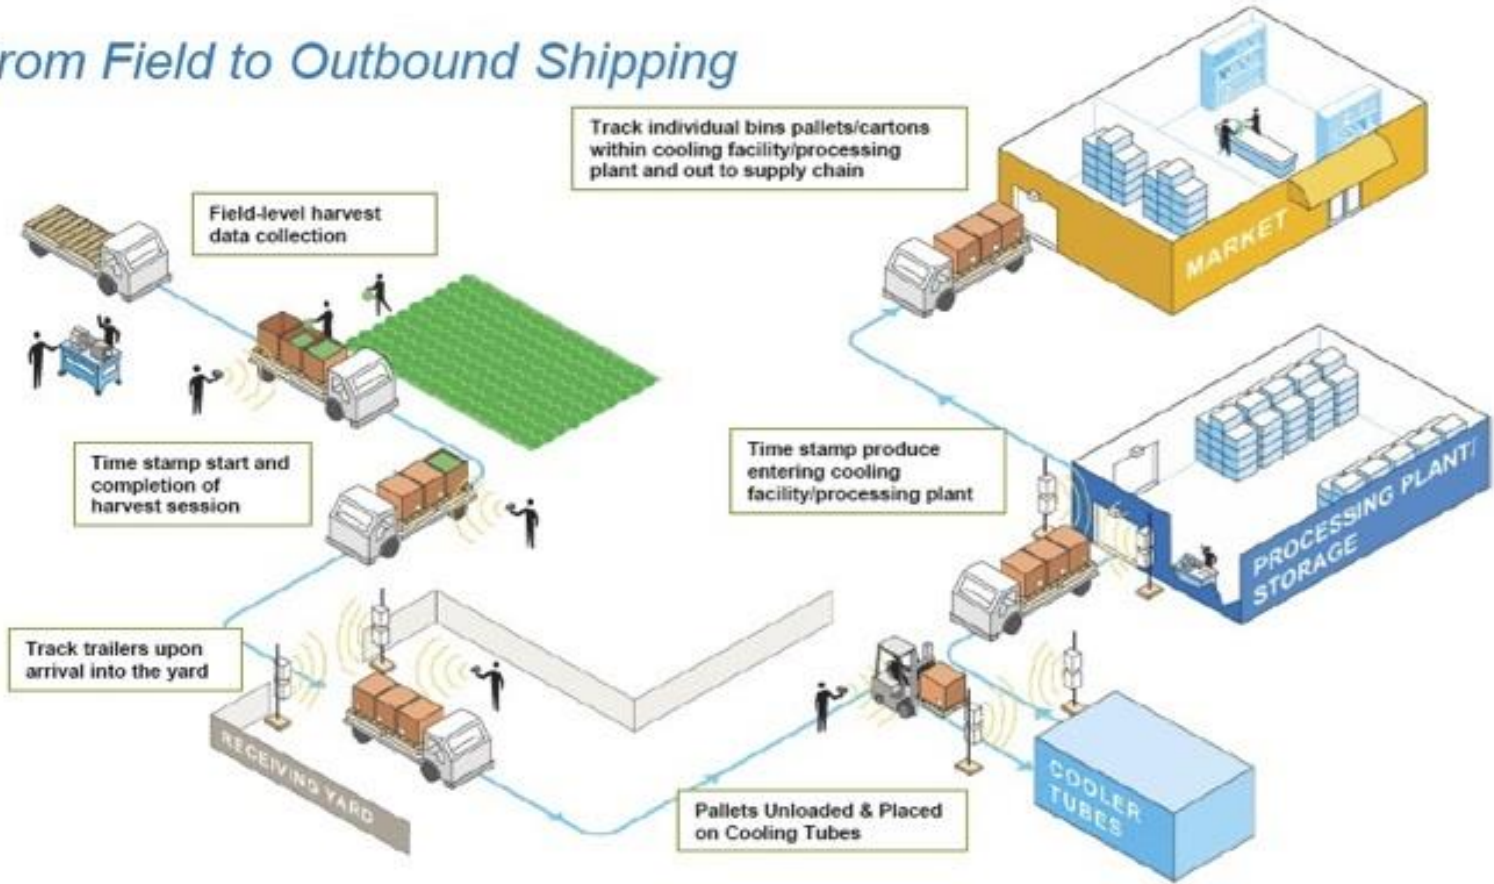 rom Field to Outbound Shipping
Track individual bins pallets/cartons
within cooling facility/processing
plant and out to supply chain
Field-level harvest
data collection
MARKET
Time stamp start and
completion of
harvest session
Time stamp produce
entering cooling
facility/processing plant
PROCESSING PLANT/
STORAGE
Track trailers upon
arrival into the yard
RECEIVING YARD
Pallets Unloaded & Placed
on Cooling Tubes
COOLER
TUBES